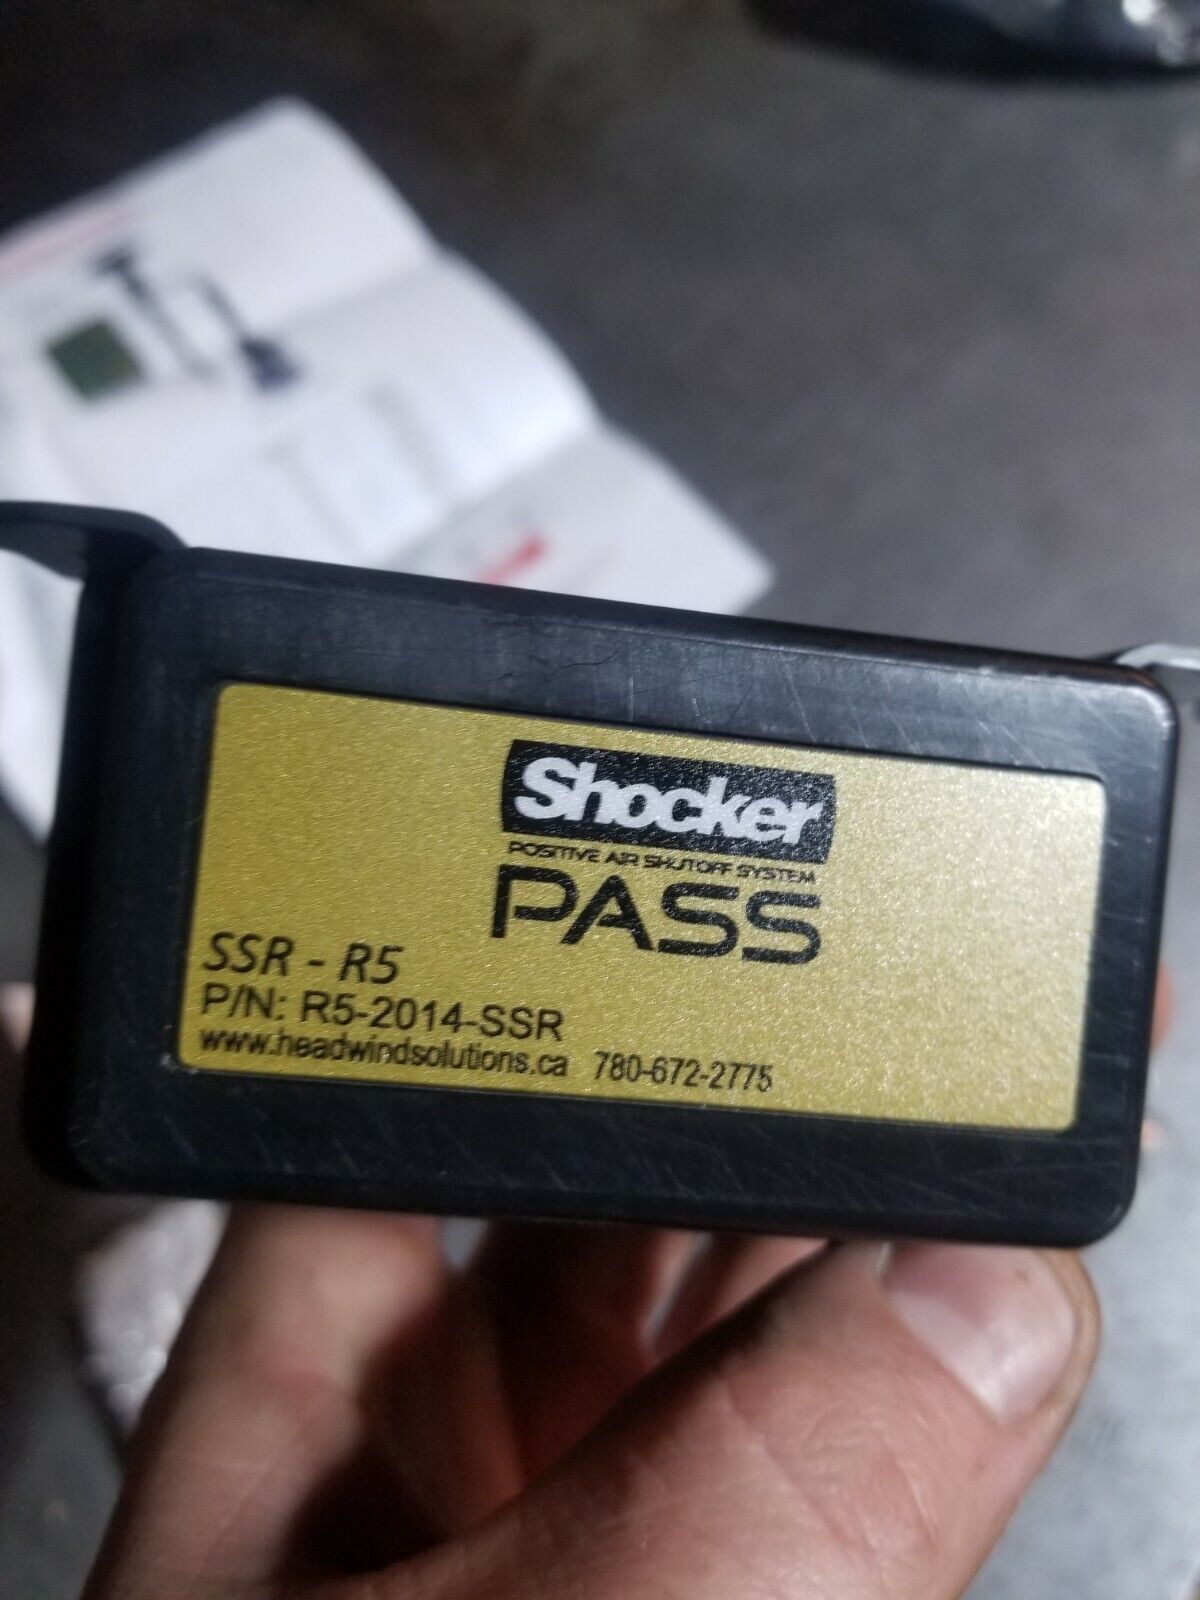 Shocker
POSITIVE AIR SHUTOFF SYSTEM
PASS
SSR - R5
P/N: R5-2014-SSR
www.headwindsolutions.ca 780-672-2775